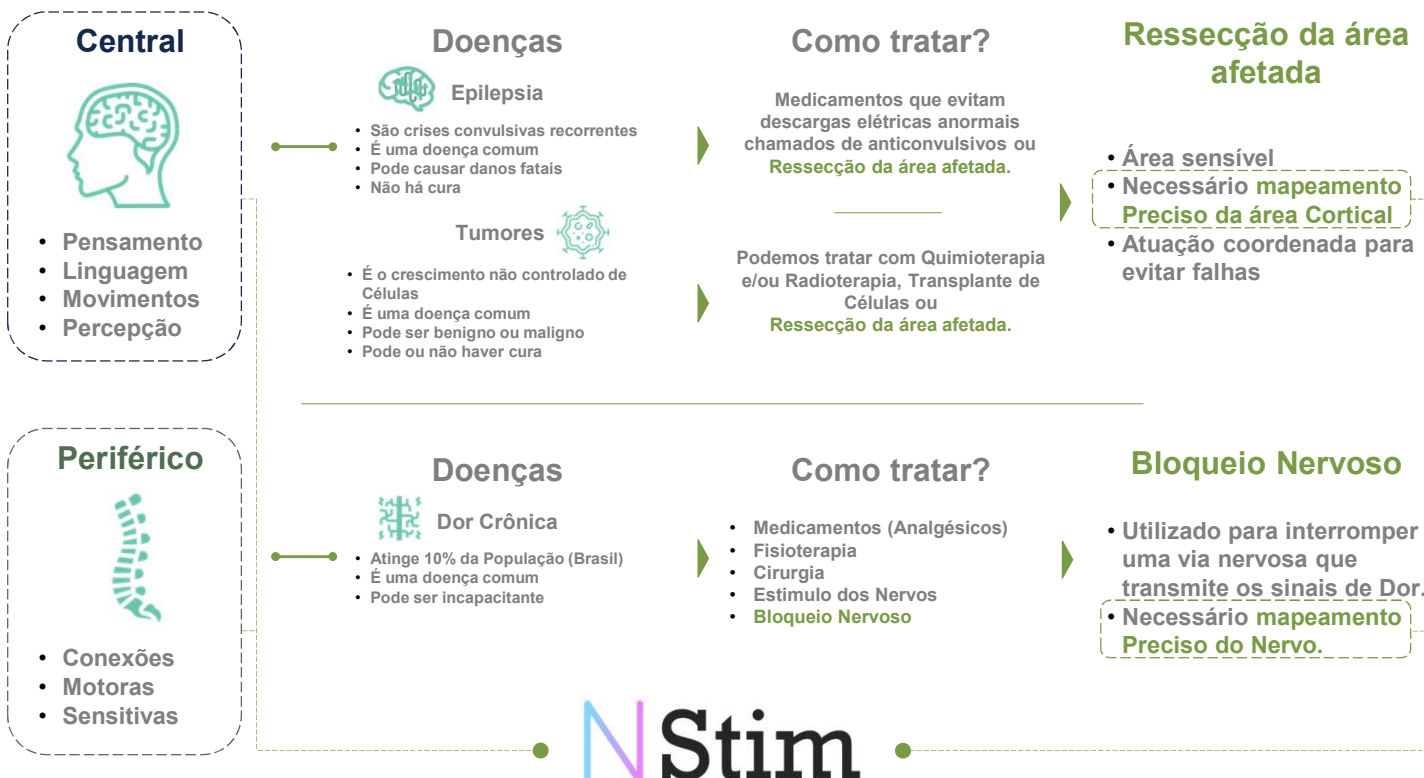 Central
• Pensamento
• Linguagem
• Movimentos
• Percepção
Doenças
Epilepsia
• São crises convulsivas recorrentes
• É uma doença comum
• Pode causar danos fatais
• Não há cura
Tumores
• É o crescimento não controlado de
Células
• É uma doença comum
• Pode ser benigno ou maligno
• Pode ou não haver cura
Como tratar?
Medicamentos que evitam
descargas elétricas anormais
chamados de anticonvulsivos ou
Ressecção da área afetada.
Podemos tratar com Quimioterapia
e/ou Radioterapia, Transplante de
Células ou
Ressecção da área afetada.
Ressecção da área
afetada
• Área sensível
• Necessário mapeamento
Preciso da área Cortical
• Atuação coordenada para
evitar falhas
Periférico
• Conexões
• Motoras
• Sensitivas
Doenças
Dor Crônica
• Atinge 10% da População (Brasil)
• É uma doença comum
• Pode ser incapacitante
Como tratar?
• Medicamentos (Analgésicos)
• Fisioterapia
• Cirurgia
• Estimulo dos Nervos
• Bloqueio Nervoso
Bloqueio Nervoso
• Utilizado para interromper
uma via nervosa que
transmite os sinais de Dor.
• Necessário mapeamento
Preciso do Nervo.
NStim